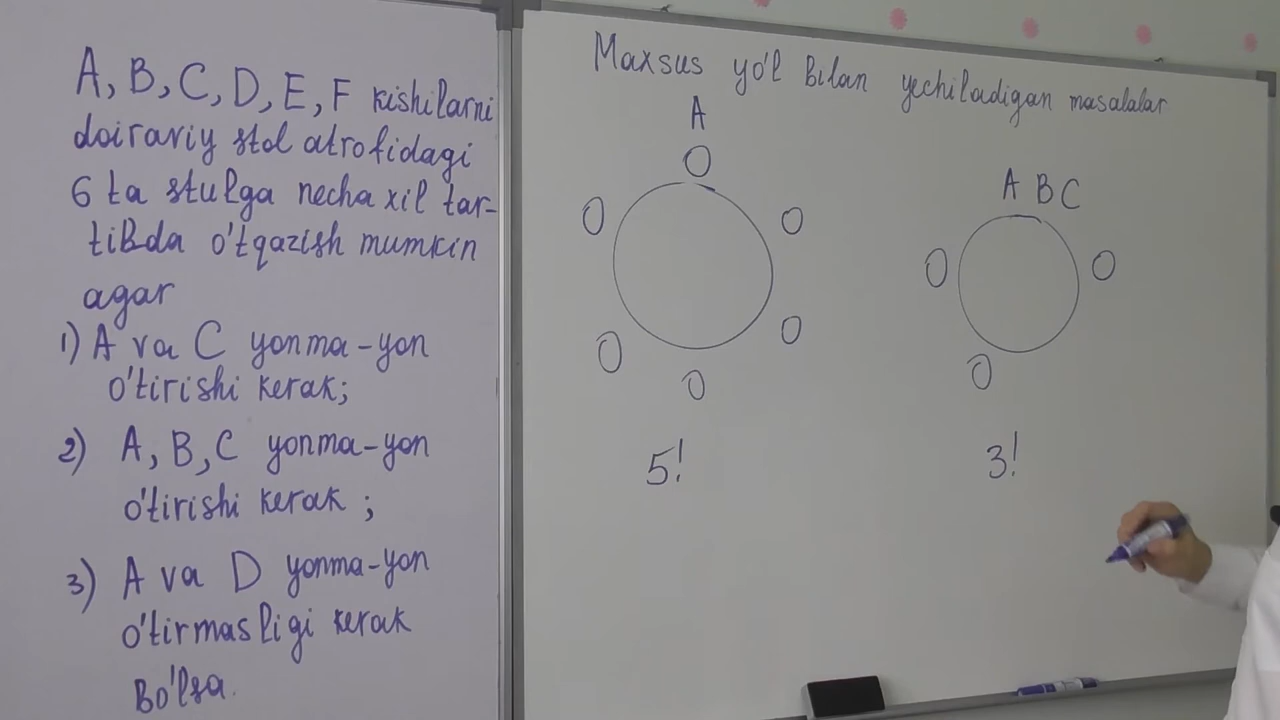 A, B, C, D, E, F kishilarni
doiraviy stol atrofidagi
6 ta stulga necha xil tar-
tibda o'tqazish mumkin
agar
1) A va C yonma-yon
o'tirishi kerak;
2) A, B, C yonma-yon
o'tirishi kerak;
3) A va D yonma-yon
o'tirmasligi kerak
bo'lsa.
Maxsus yo'l bilan yechiladigan masalalar
A
5!
A B C
3!